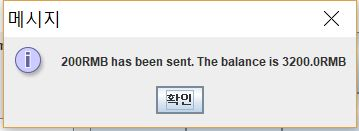 메시지
200RMB has been sent. The balance is 3200.0RMB
확인